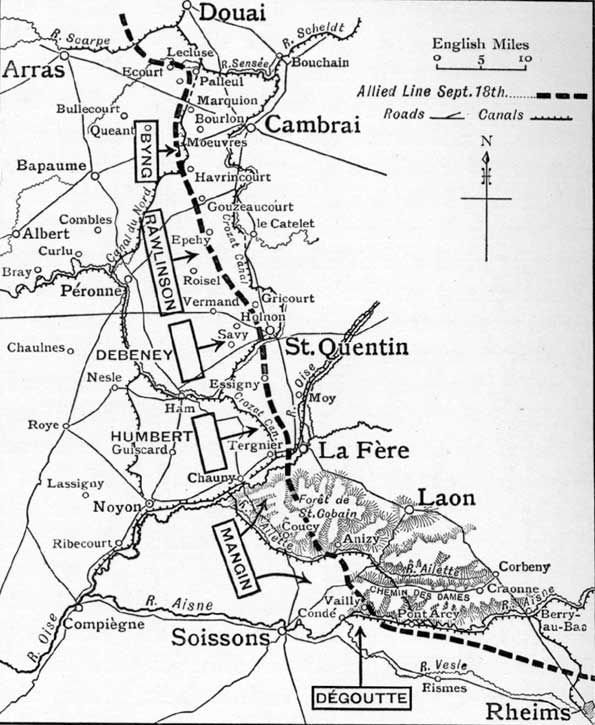 Douai
R. Scarpe
Lecluse
R. Sensée
R. Scheldt
Bouchain
Arras
Ecourt
Palleul
English Miles
0 5 10
Allied Line Sept. 18th
Roads Canals
N
Marquion
Bullecourt
Bourlon
Queant
Cambrai
Moeuvres
BYNG
Bapaume
Havrincourt
Gouzeaucourt
Canal du Nord
Combles
RAWLINSON
Crozat Canal
le Catelet
Albert
Epehy
Curlu
Bray
Roisel
Péronne
Vermand
Gricourt
Holnon
Savy
St. Quentin
Chaulnes
DEBENEY
Nesle
Essigny
R. Oise
Moy
Ham
Crozat Can.
Roye
HUMBERT
Guiscard
Tergnier
La Fère
Lassigny
Chauny
Noyon
Forêt de
St. Gobain
Laon
R. Ailette
Coucy
MANGIN
Anizy
Ribecourt
R. Ailette
Corbeny
CHEMIN DES DAMES
Craonne
R. Aisne
Vailly
Pont Arcy
R. Aisne
Condé
Berry-
au-Bac
Compiègne
Soissons
R. Oise
R. Vesle
Rismes
DÉGOUTTE
Rheims